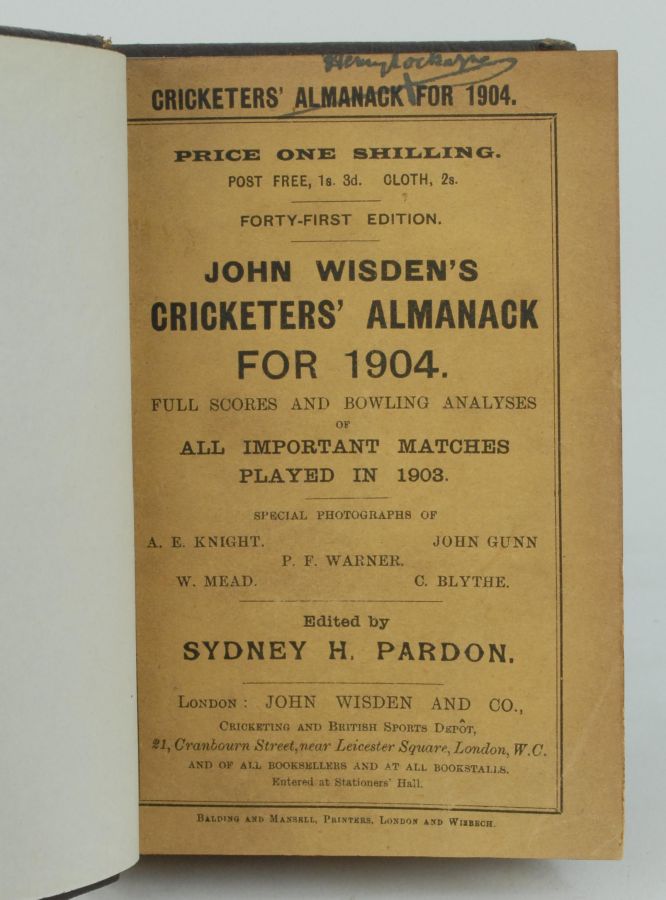 CRICKETERS' ALMANACK FOR 1904.
PRICE ONE SHILLING.
POST FREE, 1s. 3d. CLOTH, 2s.
FORTY-FIRST EDITION.
JOHN WISDEN'S
CRICKETERS' ALMANACK
FOR 1904.
FULL SCORES AND BOWLING ANALYSES
OF
ALL IMPORTANT MATCHES
PLAYED IN 1903.
SPECIAL PHOTOGRAPHS OF
A. E. KNIGHT. JOHN GUNN
P. F. WARNER.
W. MEAD. C. BLYTHE.
Edited by
SYDNEY H. PARDON.
LONDON: JOHN WISDEN AND CO.,
CRICKETING AND BRITISH SPORTS DEPÔT,
21, Cranbourn Street, near Leicester Square, London, W.C.
AND OF ALL BOOKSELLERS AND AT ALL BOOKSTALLS.
Entered at Stationers' Hall.
BALDING AND MANSELL, PRINTERS, LONDON AND WISBECH.